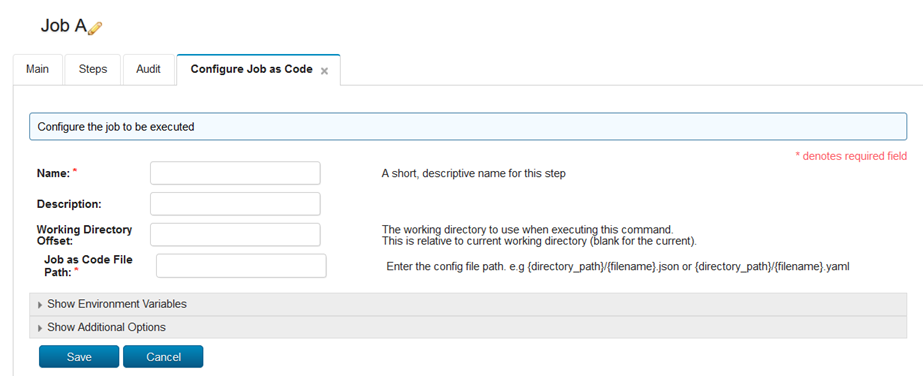 Job A
Main Steps Audit Configure Job as Code x
Configure the job to be executed
* denotes required field
Name: * A short, descriptive name for this step
Description:
Working Directory Offset: The working directory to use when executing this command.
This is relative to current working directory (blank for the current).
Job as Code File Path: * Enter the config file path. e.g {directory_path}/{filename}.json or {directory_path}/{filename}.yaml
Show Environment Variables
Show Additional Options
Save Cancel